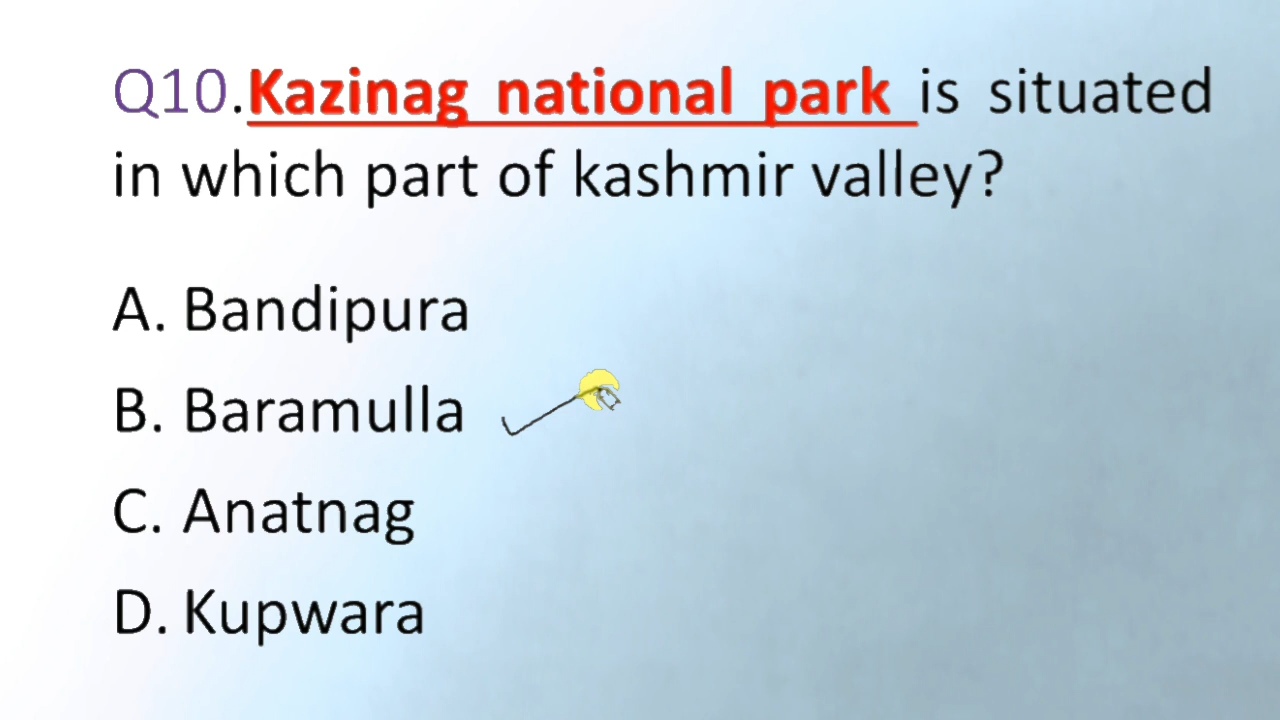 Q10.Kazinag national park is situated
in which part of kashmir valley?
A. Bandipura
B. Baramulla
C. Anatnag
D. Kupwara